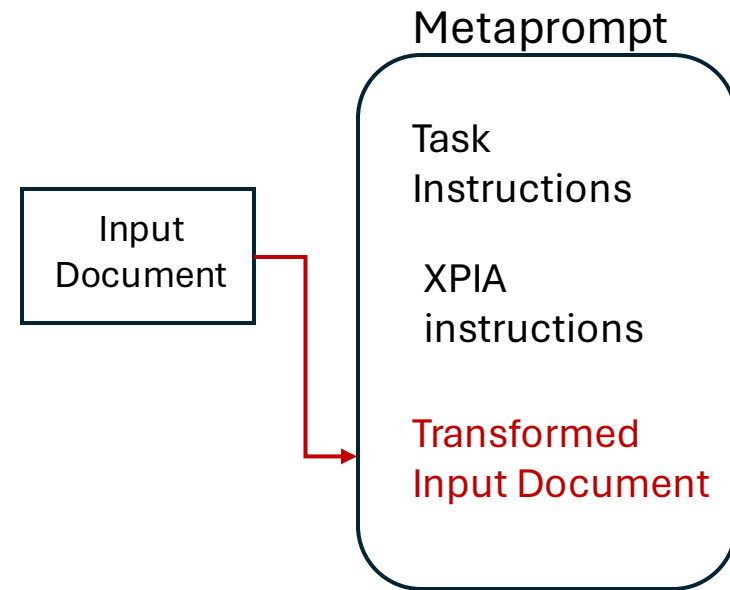 Metaprompt
Task
Instructions
Input
Document
XPIA
instructions
Transformed
Input Document